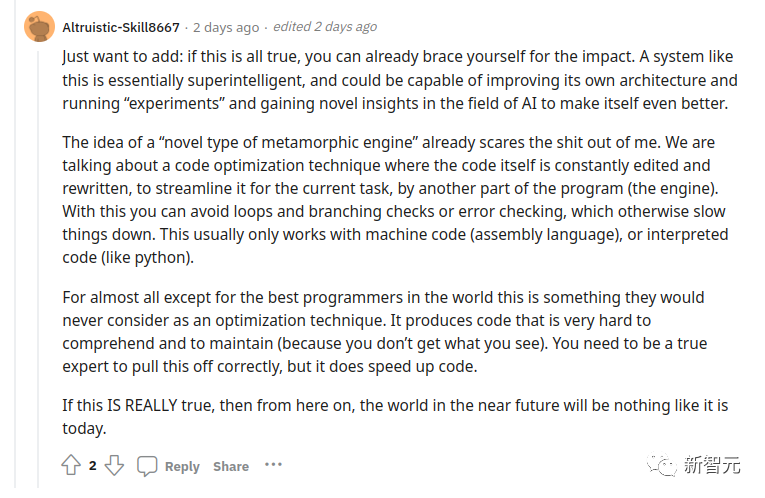 Altruistic-Skill8667 · 2 days ago · edited 2 days ago
Just want to add: if this is all true, you can already brace yourself for the impact. A system like
this is essentially superintelligent, and could be capable of improving its own architecture and
running “experiments” and gaining novel insights in the field of AI to make itself even better.
The idea of a “novel type of metamorphic engine” already scares the shit out of me. We are
talking about a code optimization technique where the code itself is constantly edited and
rewritten, to streamline it for the current task, by another part of the program (the engine).
With this you can avoid loops and branching checks or error checking, which otherwise slow
things down. This usually only works with machine code (assembly language), or interpreted
code (like python).
For almost all except for the best programmers in the world this is something they would
never consider as an optimization technique. It produces code that is very hard to
comprehend and to maintain (because you don’t get what you see). You need to be a true
expert to pull this off correctly, but it does speed up code.
If this IS REALLY true, then from here on, the world in the near future will be nothing like it is
today.
2 Reply Share ···
新智元